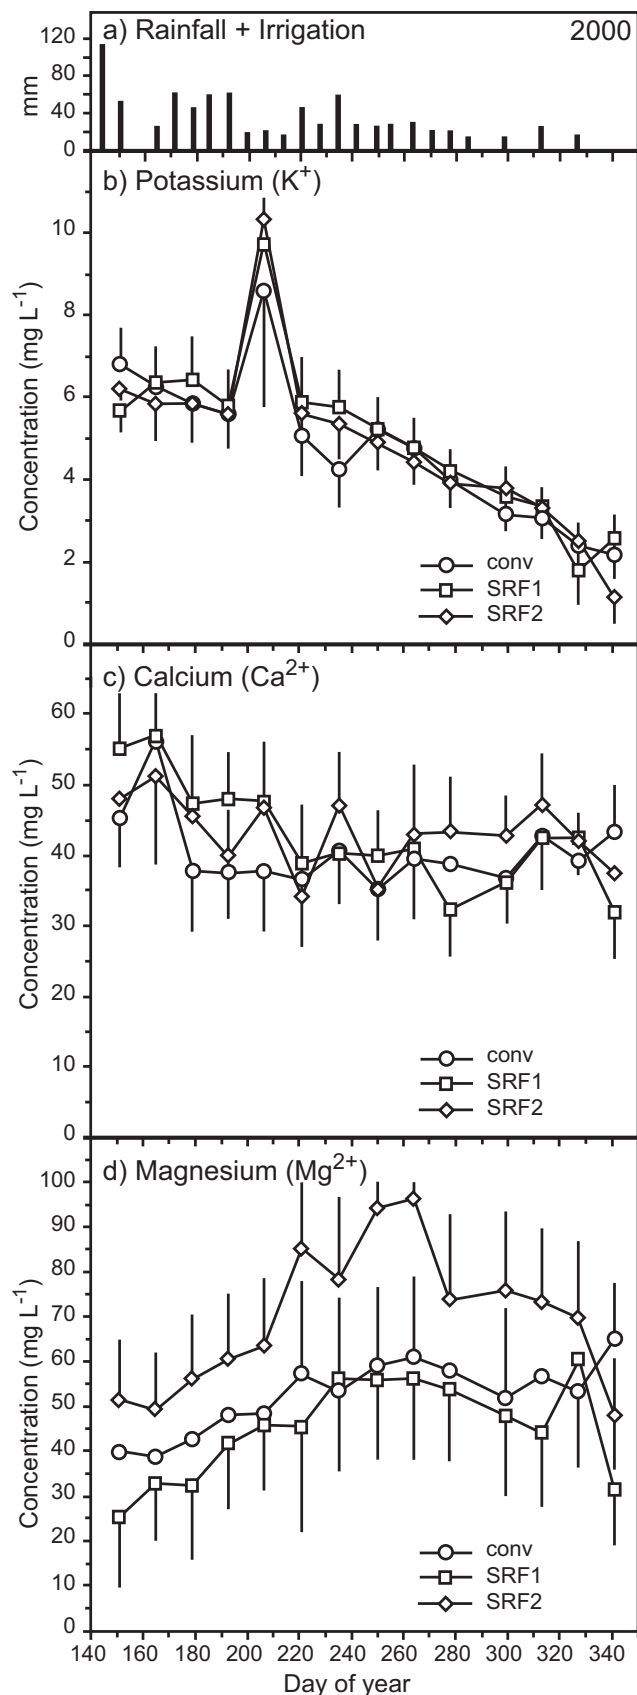 a) Rainfall + Irrigation 2000
120
80
mm
40
0
b) Potassium (K⁺)
10
8
Concentration (mg L⁻¹)
6
4
2
0
conv
SRF1
SRF2
c) Calcium (Ca²⁺)
60
50
Concentration (mg L⁻¹)
40
30
20
10
0
conv
SRF1
SRF2
d) Magnesium (Mg²⁺)
100
90
80
70
Concentration (mg L⁻¹)
60
50
40
30
20
10
0
conv
SRF1
SRF2
140 160 180 200 220 240 260 280 300 320 340
Day of year